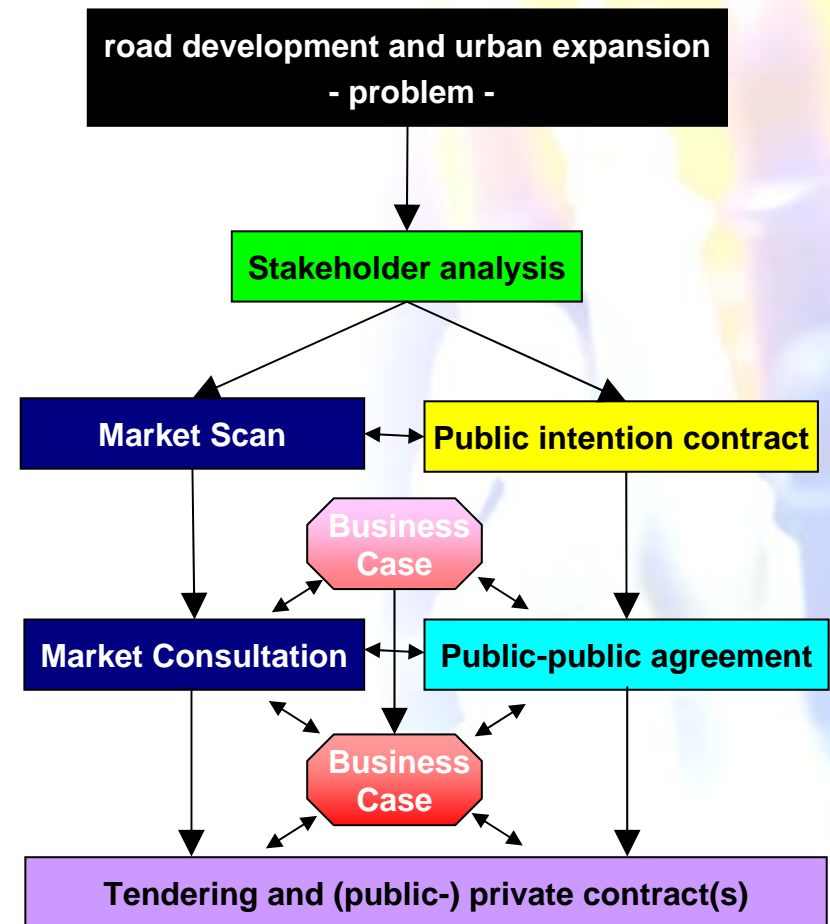 road development and urban expansion
- problem -
Stakeholder analysis
Market Scan
Public intention contract
Business
Case
Market Consultation
Public-public agreement
Business
Case
Tendering and (public-) private contract(s)